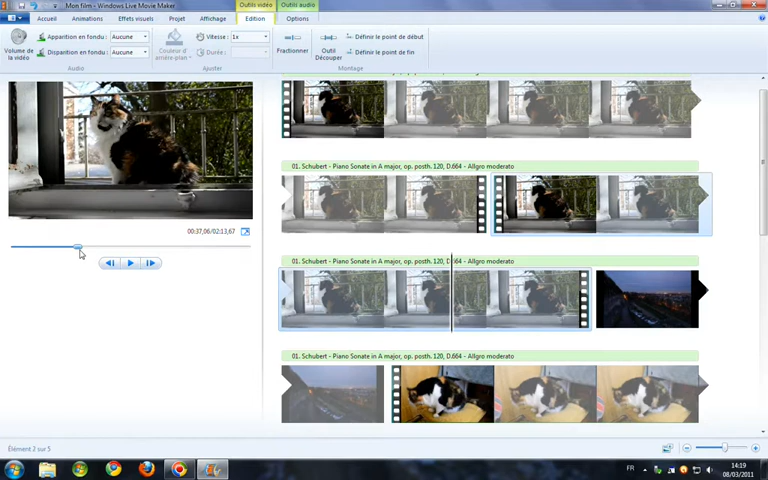 Mon film - Windows Live Movie Maker
Outils vidéo
Outils audio
Accueil
Animations
Effets visuels
Projet
Affichage
Edition
Options
Volume de la vidéo
Apparition en fondu :
Aucune
Disparition en fondu :
Aucune
Audio
Couleur d'arrière-plan
Vitesse :
1x
Durée :
Ajuster
Fractionner
Outil Découper
Définir le point de début
Définir le point de fin
Montage
00:37,06/02:13,67
01. Schubert - Piano Sonate in A major, op. posth. 120, D.664 - Allgro moderato
01. Schubert - Piano Sonate in A major, op. posth. 120, D.664 - Allgro moderato
01. Schubert - Piano Sonate in A major, op. posth. 120, D.664 - Allgro moderato
Élément 2 sur 5
FR
14:19
08/03/2011